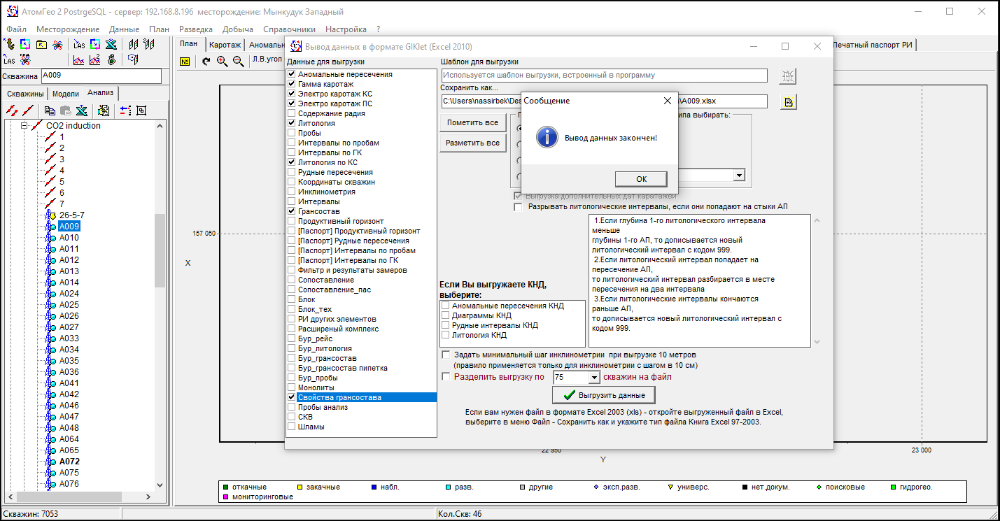 АтомГео 2 PostrgeSQL - сервер: 192.168.8.196 месторождение: Мынкудук Западный
Файл Месторождение Данные План Разведка Добыча Справочники Настройка ?
LAS
LAS
Скважина A009
Скважины Модели Анализ
CO2 induction
1
2
3
4
5
6
7
26-5-7
A009
A010
A011
A012
A013
A014
A024
A025
A026
A027
A033
A034
A035
A036
A041
A042
A046
A047
A048
A064
A065
A072
A075
A076
План Каротаж Аномальн
Печатный паспорт РИ
№ Л.В.угол
157 050
X
22 950
23 000
Y
Вывод данных в формате GIKlet (Excel 2010)
Данные для выгрузки
Аномальные пересечения
Гамма каротаж
Электро каротаж КС
Электро каротаж ПС
Содержание радия
Литология
Пробы
Интервалы по пробам
Интервалы по ГК
Литология по КС
Рудные пересечения
Координаты скважин
Инклинометрия
Интервалы
Грансостав
Продуктивный горизонт
[Паспорт] Продуктивный горизонт
[Паспорт] Рудные пересечения
[Паспорт] Интервалы по пробам
[Паспорт] Интервалы по ГК
Фильтр и результаты замеров
Сопоставление
Сопоставление_пас
Блок
Блок_тех
РИ других элементов
Расширеный комплекс
Бур_рейс
Бур_литология
Бур_грансостав
Бур_грансостав пипетка
Бур_пробы
Монолиты
Свойства грансостава
Пробы анализ
СКВ
Шламы
Шаблон для выгрузки
Используется шаблон выгрузки, встроенный в программу
Сохранить как...
C:\Users\nassirbek\Des
\A009.xlsx
Пометить все
Разметить все
ипа выбирать:
Сообщение
Вывод данных закончен!
OK
Выгрузка дополнительных дат каратажей
Разрывать литологические интервалы, если они попадают на стыки АП
1.Если глубина 1-го литологического интервала
меньше
глубины 1-го АП, то дописывается новый
литологический интервал с кодом 999.
2.Если литологический интервал попадает на
пересечение АП,
то литологический интервал разбирается в месте
пересечения на два интервала
3.Если литологические интервалы кончаются
раньше АП,
то дописывается новый литологический интервал с
кодом 999.
Если Вы выгружаете КНД,
выберите:
Аномальные пересечения КНД
Диаграммы КНД
Рудные интервалы КНД
Литология КНД
Задать минимальный шаг инклинометрии при выгрузке 10 метров
(правило применяется только для инклинометрии с шагом в 10 см)
Разделить выгрузку по 75 скважин на файл
Выгрузить данные
Если вам нужен файл в формате Excel 2003 (xls) - откройте выгруженный файл в Excel,
выберите в меню Файл - Сохранить как и укажите тип файла Книга Excel 97-2003.
откачные закачные набл. разв. другие эксп.разв. универс. нет.докум. поисковые гидрогео.
мониторинговые
Скважин: 7053
Кол.Скв: 46